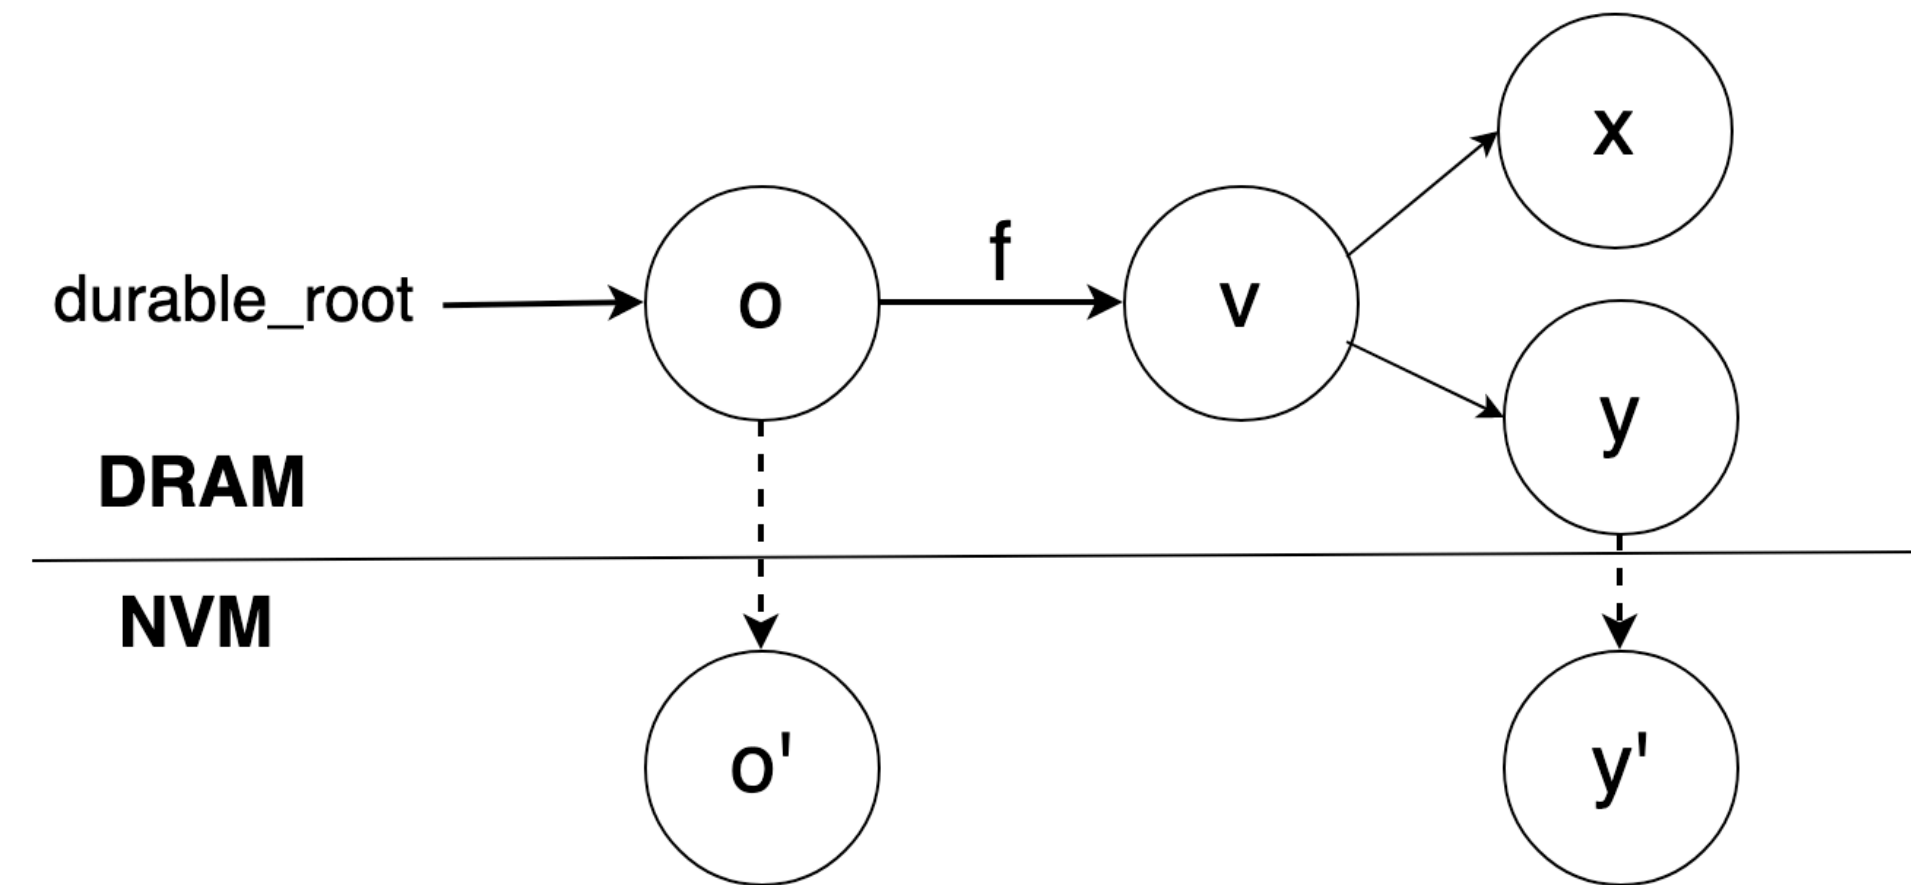 x
f
durable_root
o
v
y
DRAM
NVM
o'
y'